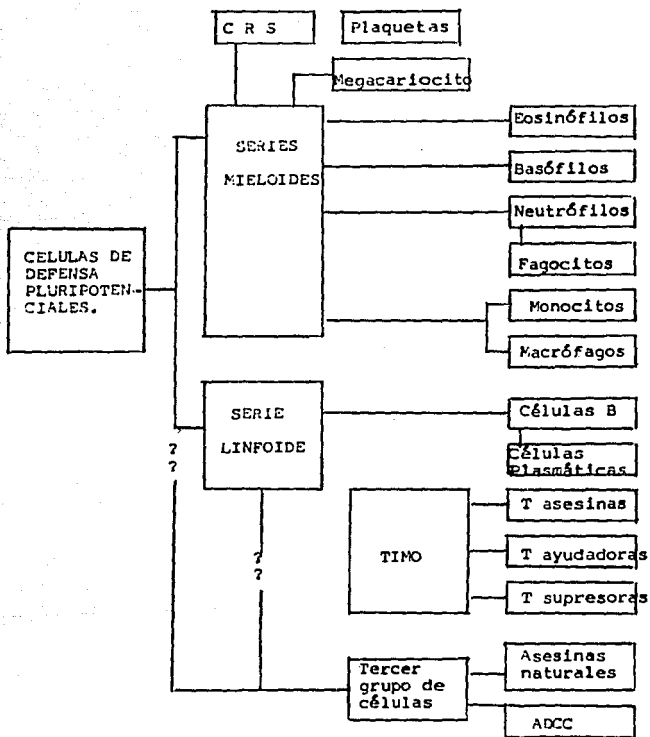 C R S
Plaquetas
Megacariocito
SERIES
MIELOIDES
Eosinófilos
Basófilos
Neutrófilos
Fagocitos
Monocitos
Macrófagos
CELULAS DE
DEFENSA
PLURIPOTEN-
CIALES.
SERIE
LINFOIDE
Células B
Células
Plasmáticas
?
?
?
?
TIMO
T asesinas
T ayudadoras
T supresoras
Tercer
grupo de
células
Asesinas
naturales
ADCC